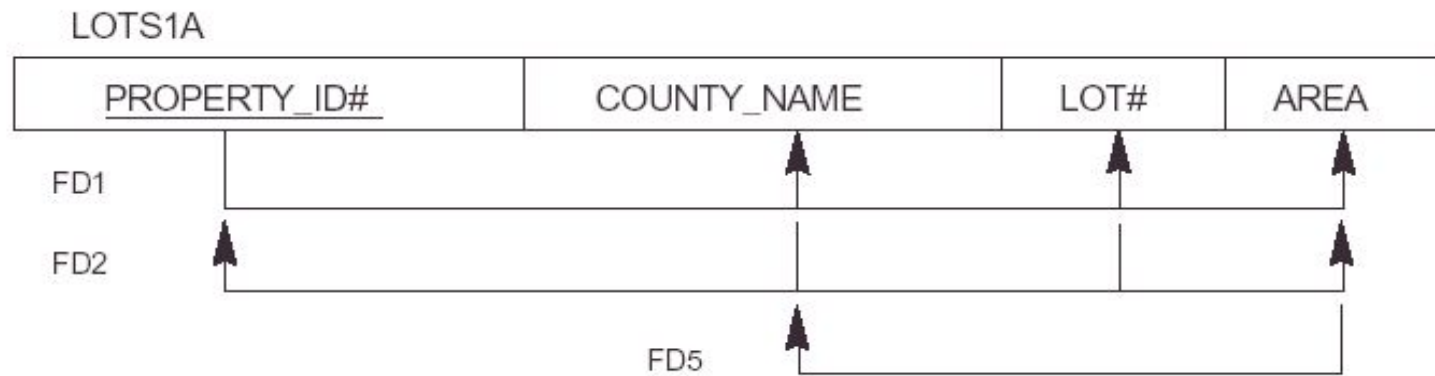 LOTS1A
PROPERTY_ID# COUNTY_NAME LOT# AREA
FD1
FD2
FD5